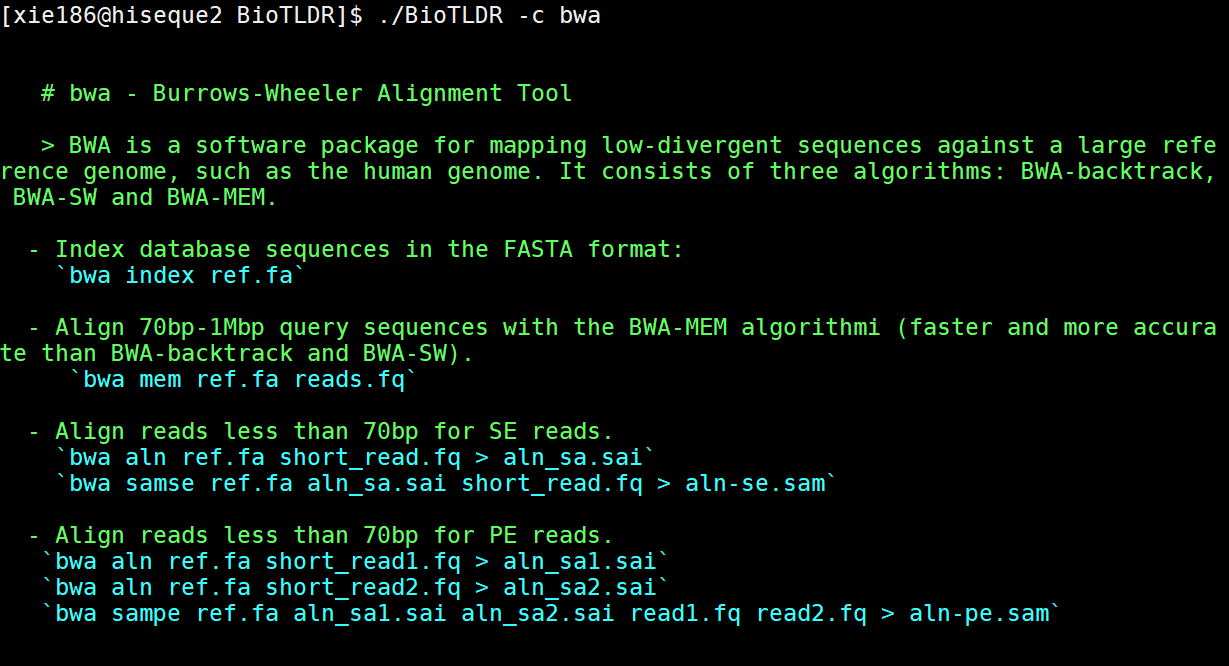 [xie186@hiseque2 BioTLDR]$ ./BioTLDR -c bwa
# bwa - Burrows-Wheeler Alignment Tool
> BWA is a software package for mapping low-divergent sequences against a large refe
rence genome, such as the human genome. It consists of three algorithms: BWA-backtrack,
BWA-SW and BWA-MEM.
- Index database sequences in the FASTA format:
`bwa index ref.fa`
- Align 70bp-1Mbp query sequences with the BWA-MEM algorithmi (faster and more accura
te than BWA-backtrack and BWA-SW).
`bwa mem ref.fa reads.fq`
- Align reads less than 70bp for SE reads.
`bwa aln ref.fa short_read.fq > aln_sa.sai`
`bwa samse ref.fa aln_sa.sai short_read.fq > aln-se.sam`
- Align reads less than 70bp for PE reads.
`bwa aln ref.fa short_read1.fq > aln_sa1.sai`
`bwa aln ref.fa short_read2.fq > aln_sa2.sai`
`bwa sampe ref.fa aln_sa1.sai aln_sa2.sai read1.fq read2.fq > aln-pe.sam`